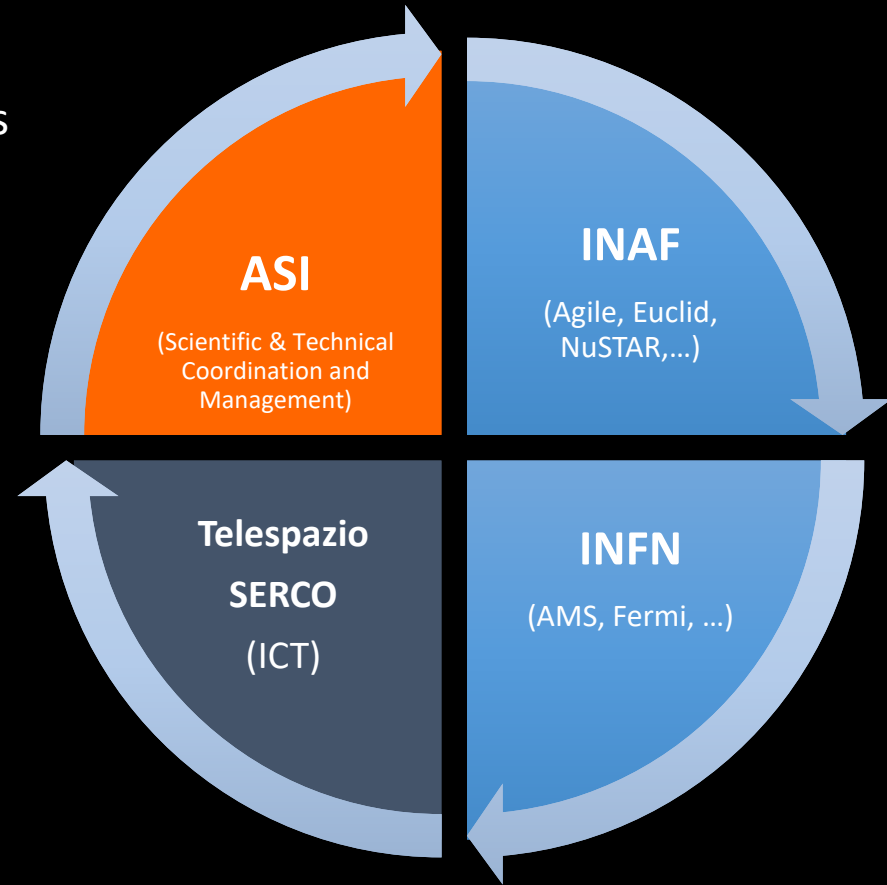 s
ASI
(Scientific & Technical
Coordination and
Management)
INAF
(Agile, Euclid,
NuSTAR,...)
Telespazio
SERCO
(ICT)
INFN
(AMS, Fermi, ...)